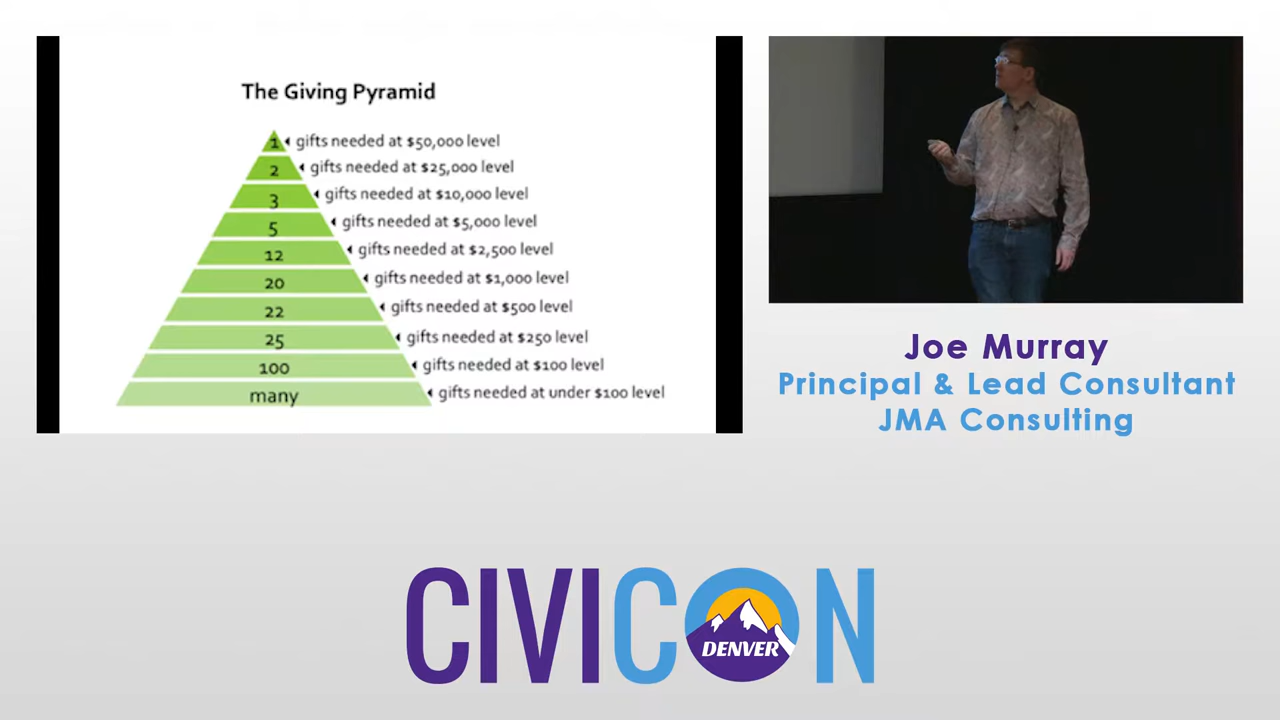 The Giving Pyramid
1 gifts needed at $50,000 level
2 gifts needed at $25,000 level
3 gifts needed at $10,000 level
5 gifts needed at $5,000 level
12 gifts needed at $2,500 level
20 gifts needed at $1,000 level
22 gifts needed at $500 level
25 gifts needed at $250 level
100 gifts needed at $100 level
many gifts needed at under $100 level
Joe Murray
Principal & Lead Consultant
JMA Consulting
CIVICON
DENVER